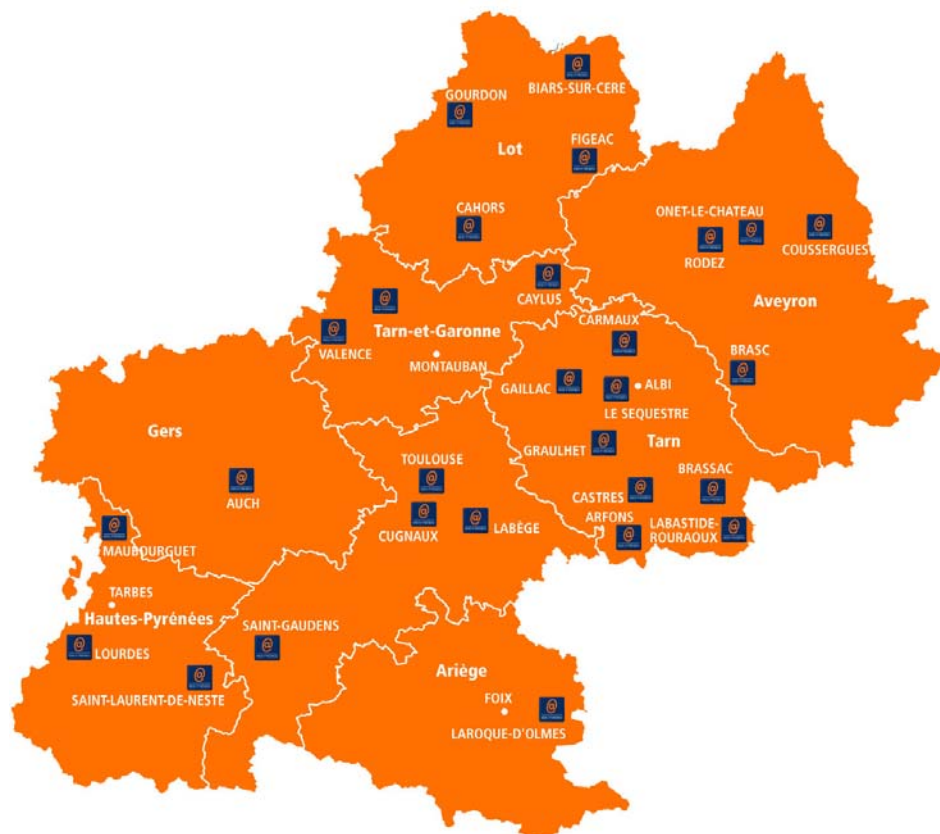 BIARS-SUR-CERE
GOURDON
Lot
FIGEAC
CAHORS
ONET-LE-CHATEAU
RODEZ
COUSSERGUES
CAYLUS
Aveyron
VALENCE
Tarn-et-Garonne
MONTAUBAN
CARMAUX
BRASC
GAILLAC
ALBI
LE SEQUESTRE
Gers
GRAULHET
Tarn
TOULOUSE
BRASSAC
AUCH
CASTRES
CUGNAUX
LABÈGE
ARFONS
LABASTIDE-
ROURAOUX
MAUBOURGUET
TARBES
Hautes-Pyrénées
SAINT-GAUDENS
LOURDES
Ariège
SAINT-LAURENT-DE-NESTE
FOIX
LAROQUE-D'OLMES